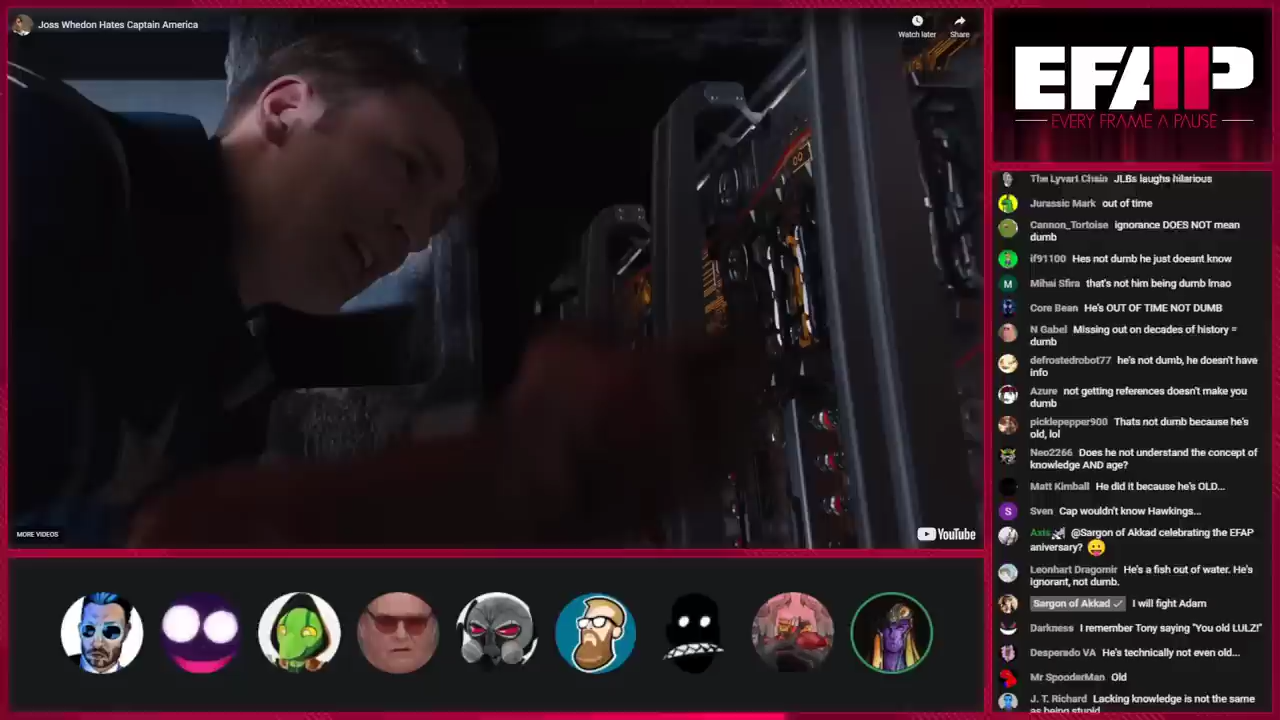 Joss Whedon Hates Captain America
Watch later
Share
MORE VIDEOS
YouTube
EFAP
EVERY FRAME A PAUSE
The Lyvart Chain JLBs laughs hilarious
Jurassic Mark out of time
Cannon_Tortoise ignorance DOES NOT mean
dumb
if91100 Hes not dumb he just doesnt know
M
Mihai Sfira that's not him being dumb lmao
Core Bean He's OUT OF TIME NOT DUMB
N Gabel Missing out on decades of history =
dumb
defrostedrobot77 he's not dumb, he doesn't have
info
Azure not getting references doesn't make you
dumb
picklepepper900 Thats not dumb because he's
old, lol
Neo2266 Does he not understand the concept of
knowledge AND age?
Matt Kimball He did it because he's OLD...
S
Sven Cap wouldn't know Hawkings...
Axis @Sargon of Akkad celebrating the EFAP
aniversary?
Leonhart Dragomir He's a fish out of water. He's
ignorant, not dumb.
Sargon of Akkad I will fight Adam
Darkness I remember Tony saying "You old LULZ!"
Desperado VA He's technically not even old...
Mr SpooderMan Old
J. T. Richard Lacking knowledge is not the same
as being stupid